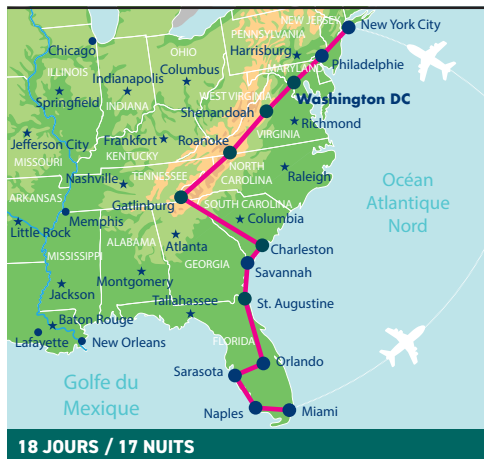 NEW JERSEY
New York City
PENNSYLVANIA
Chicago
OHIO
Harrisburg
Philadelphie
ILLINOIS
Indianapolis
Columbus
MARYLAND
Springfield
INDIANA
WEST VIRGINIA
Washington DC
Shenandoah
Richmond
Jefferson City
Frankfort
Roanoke
VIRGINIA
MISSOURI
KENTUCKY
Nashville
TENNESSEE
NORTH
CAROLINA
Raleigh
Océan
Atlantique
Nord
ARKANSAS
Gatlinburg
SOUTH CAROLINA
Memphis
Columbia
Little Rock
ALABAMA
Atlanta
Charleston
MISSISSIPPI
GEORGIA
Savannah
Jackson
Montgomery
Tallahassee
St. Augustine
Baton Rouge
Lafayette
New Orleans
FLORIDA
Orlando
Sarasota
Golfe du
Mexique
Naples
Miami
18 JOURS / 17 NUITS